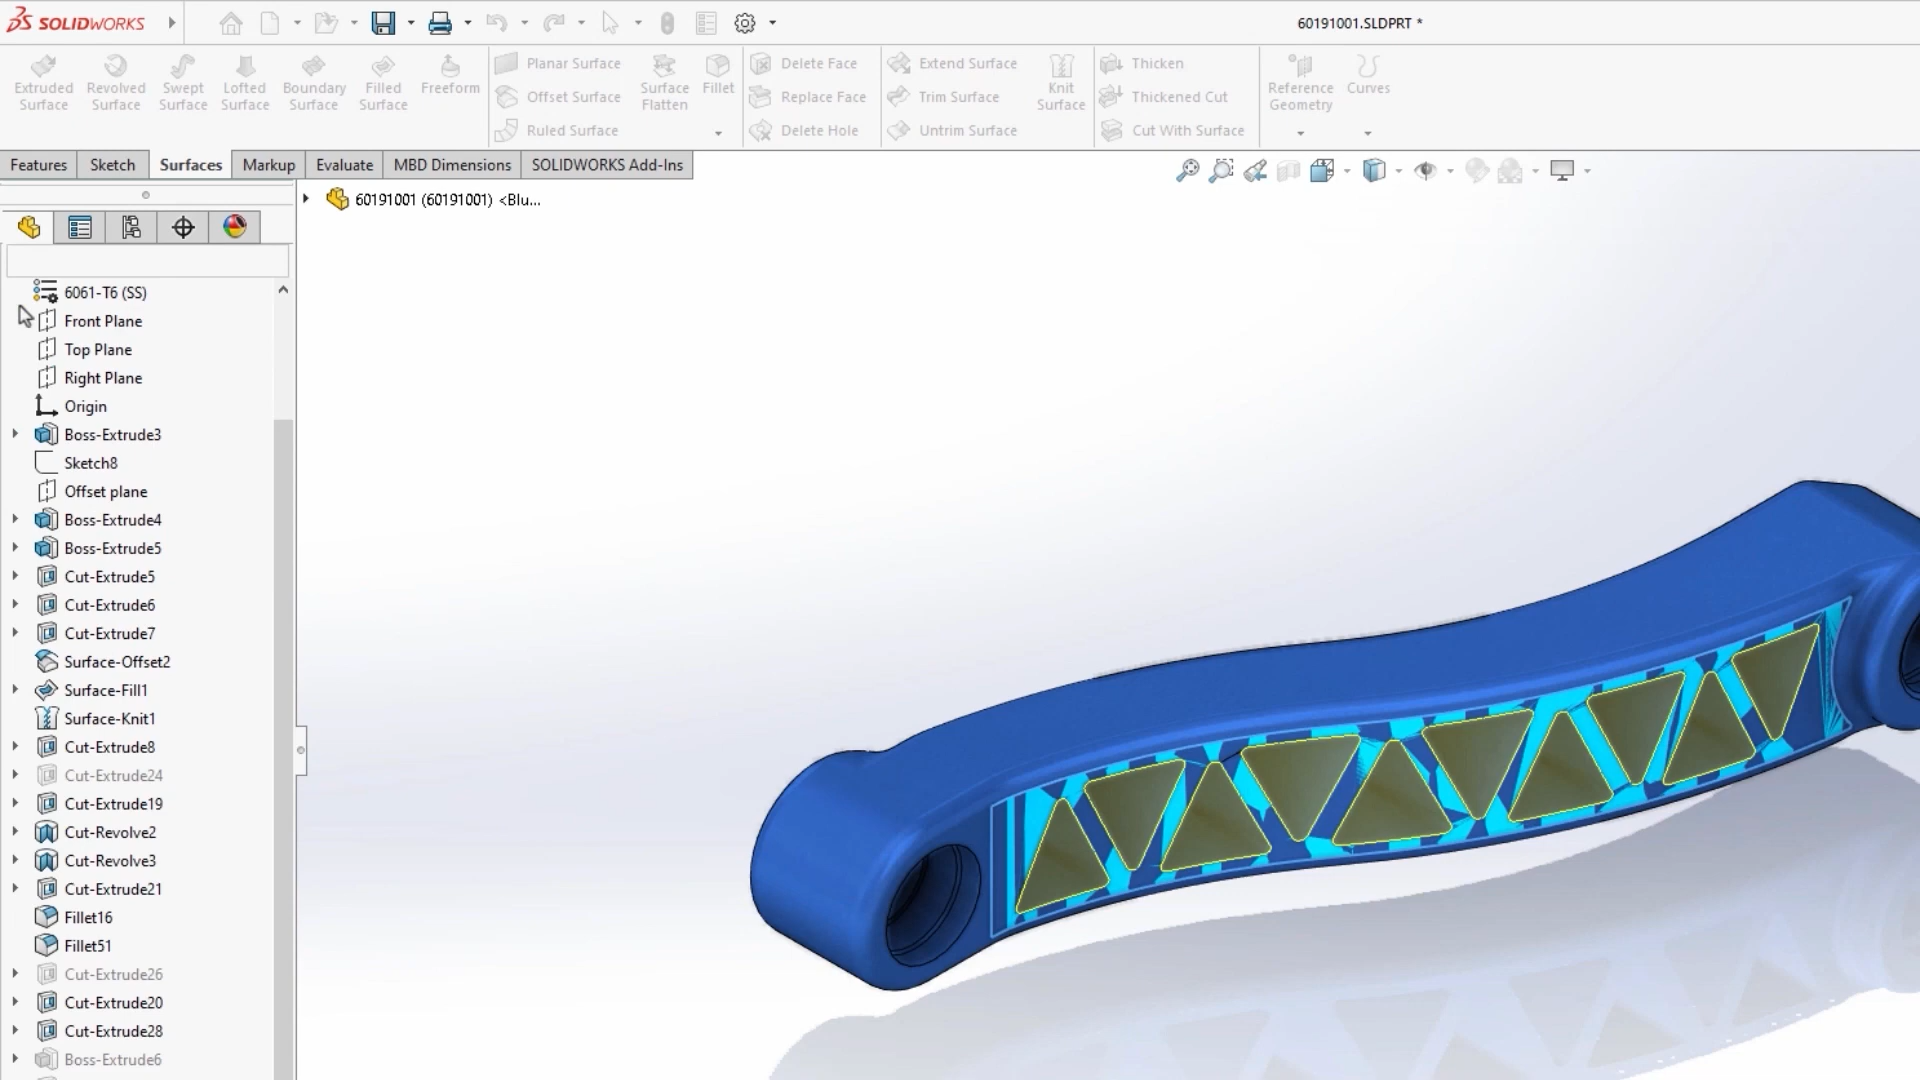 SOLIDWORKS
60191001.SLDPRT *
Extruded Surface
Revolved Surface
Swept Surface
Lofted Surface
Boundary Surface
Filled Surface
Freeform
Planar Surface
Offset Surface
Ruled Surface
Surface Flatten
Fillet
Delete Face
Replace Face
Delete Hole
Extend Surface
Trim Surface
Untrim Surface
Knit Surface
Thicken
Thickened Cut
Cut With Surface
Reference Geometry
Curves
Features
Sketch
Surfaces
Markup
Evaluate
MBD Dimensions
SOLIDWORKS Add-Ins
60191001 (60191001) <Blu...
6061-T6 (SS)
Front Plane
Top Plane
Right Plane
Origin
Boss-Extrude3
Sketch8
Offset plane
Boss-Extrude4
Boss-Extrude5
Cut-Extrude5
Cut-Extrude6
Cut-Extrude7
Surface-Offset2
Surface-Fill1
Surface-Knit1
Cut-Extrude8
Cut-Extrude24
Cut-Extrude19
Cut-Revolve2
Cut-Revolve3
Cut-Extrude21
Fillet16
Fillet51
Cut-Extrude26
Cut-Extrude20
Cut-Extrude28
Boss-Extrude6